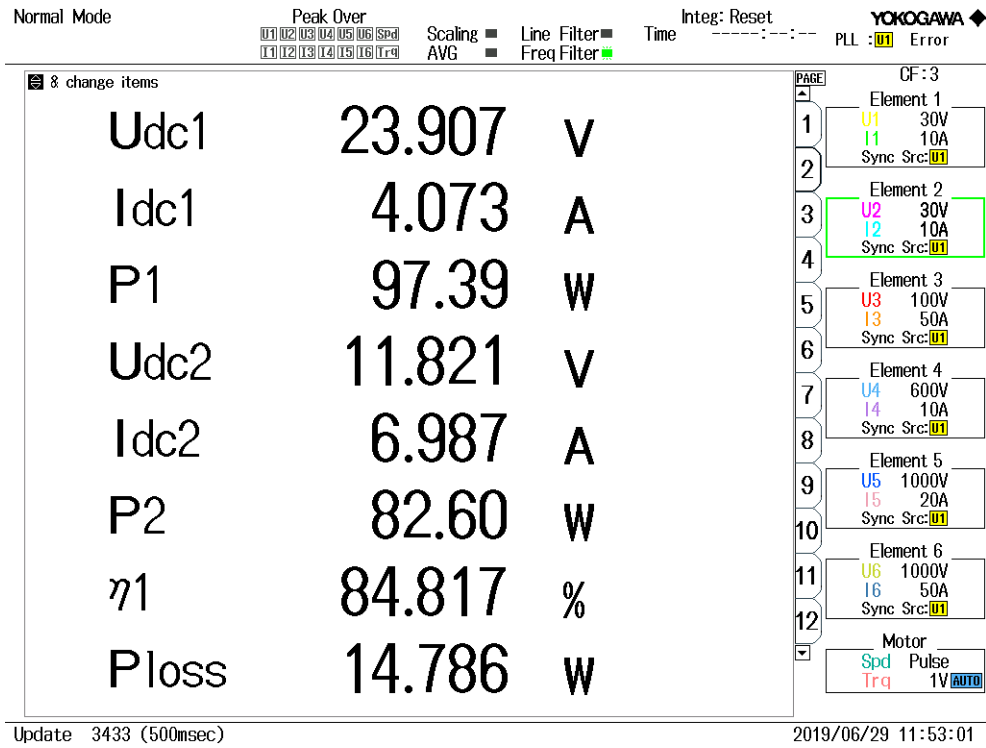 Normal Mode
Peak Over
U1 U2 U3 U4 U5 U6 Spd
I1 I2 I3 I4 I5 I6 Trq
Scaling
AVG
Line Filter
Freq Filter
Integ: Reset
Time -----:--:--
YOKOGAWA
PLL : U1 Error
& change items
Udc1 23.907 V
Idc1 4.073 A
P1 97.39 W
Udc2 11.821 V
Idc2 6.987 A
P2 82.60 W
η1 84.817 %
Ploss 14.786 W
PAGE
1
2
3
4
5
6
7
8
9
10
11
12
CF:3
Element 1
U1 30V
I1 10A
Sync Src:U1
Element 2
U2 30V
I2 10A
Sync Src:U1
Element 3
U3 100V
I3 50A
Sync Src:U1
Element 4
U4 600V
I4 10A
Sync Src:U1
Element 5
U5 1000V
I5 20A
Sync Src:U1
Element 6
U6 1000V
I6 50A
Sync Src:U1
Motor
Spd Pulse
Trq 1V AUTO
Update 3433 (500msec)
2019/06/29 11:53:01